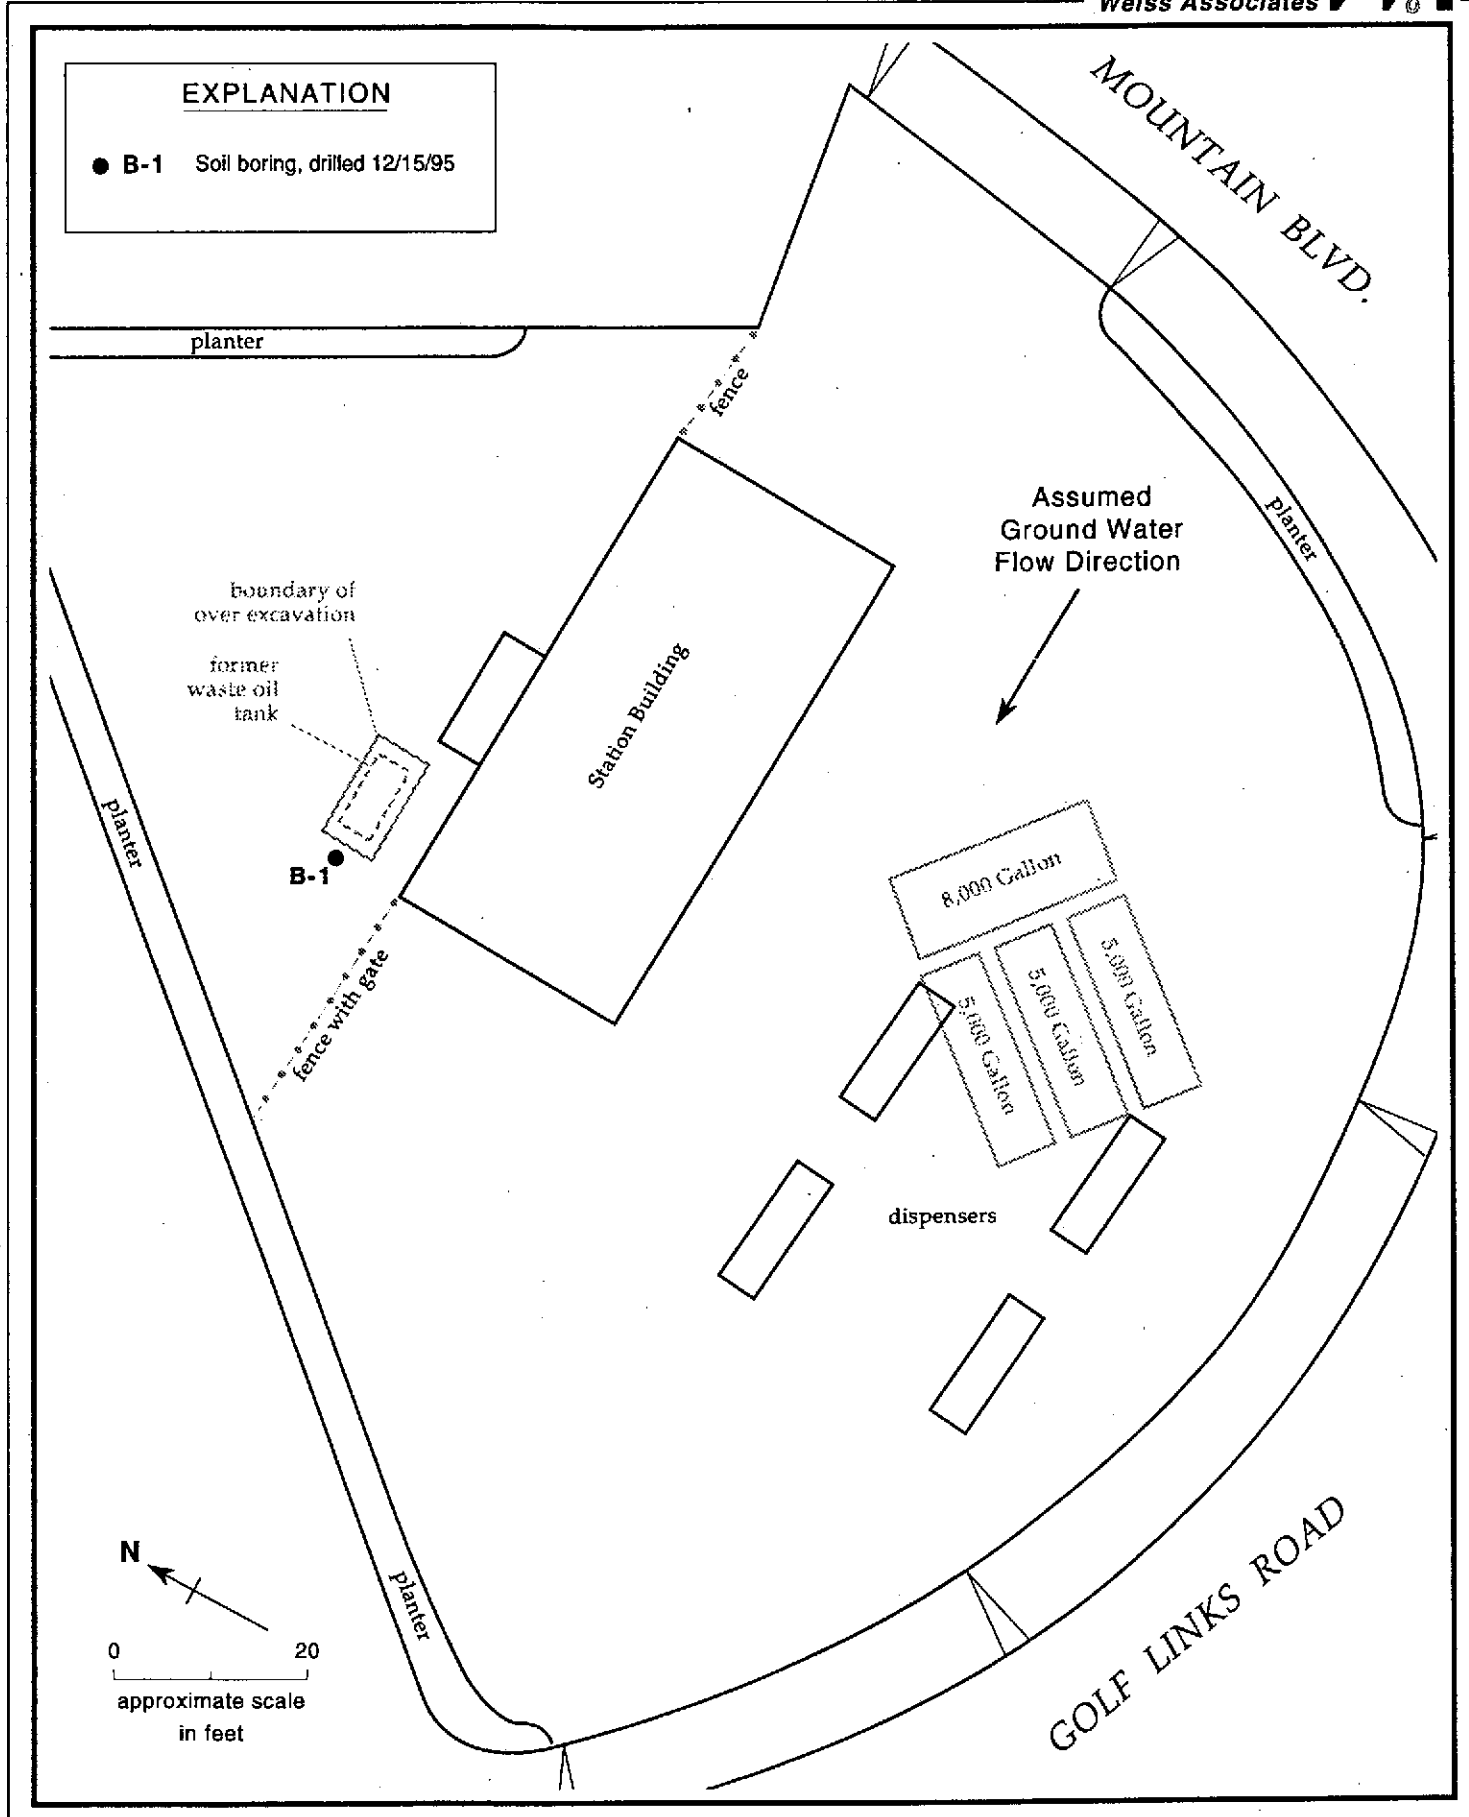 Weiss Associates
EXPLANATION
B-1 Soil boring, drilled 12/15/95
MOUNTAIN BLVD.
planter
fence
planter
Assumed
Ground Water
Flow Direction
boundary of
over excavation
former
waste oil
tank
Station Building
planter
B-1
8,000 Gallon
5,000 Gallon
5,000 Gallon
5,000 Gallon
fence with gate
dispensers
N
planter
0 20
approximate scale
in feet
GOLF LINKS ROAD